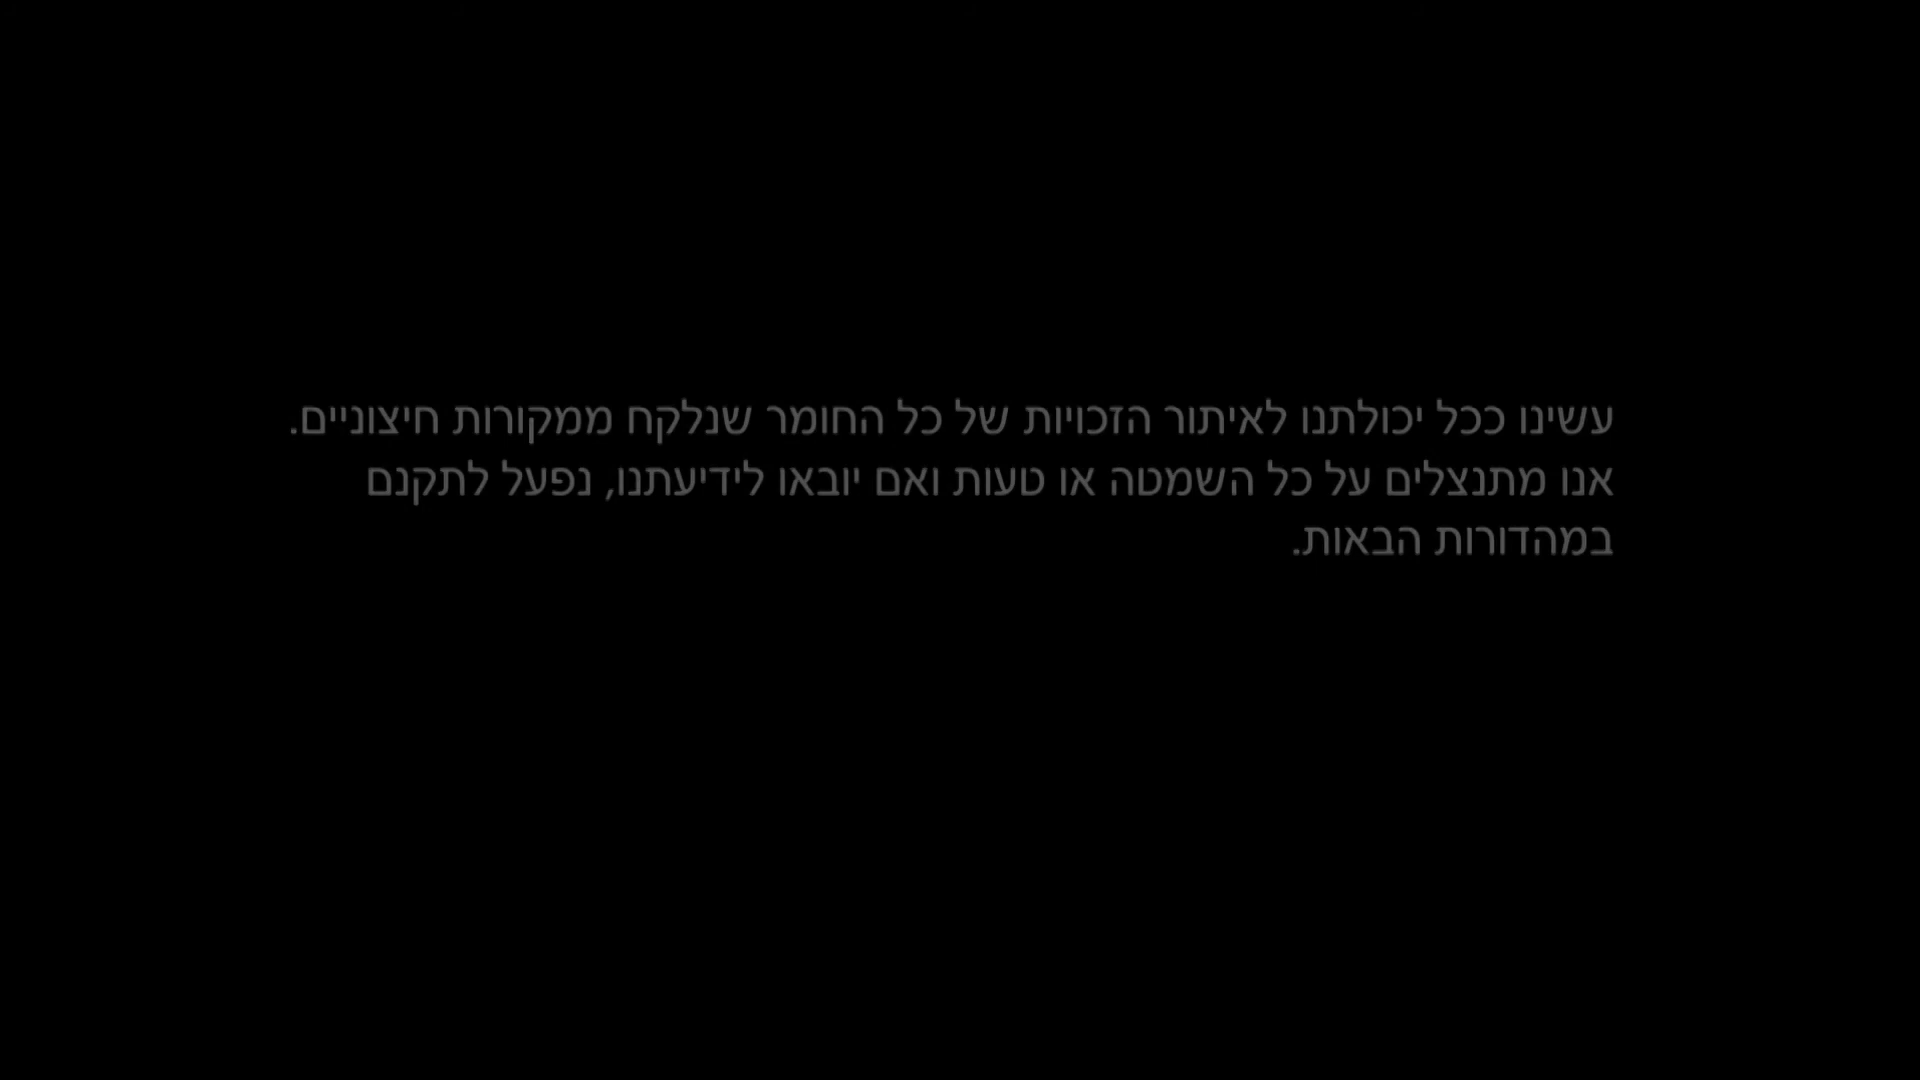 עשינו ככל יכולתנו לאיתור הזכויות של כל החומר שנלקח ממקורות חיצוניים.
אנו מתנצלים על כל השמטה או טעות ואם יובאו לידיעתנו, נפעל לתקנם
במהדורות הבאות.